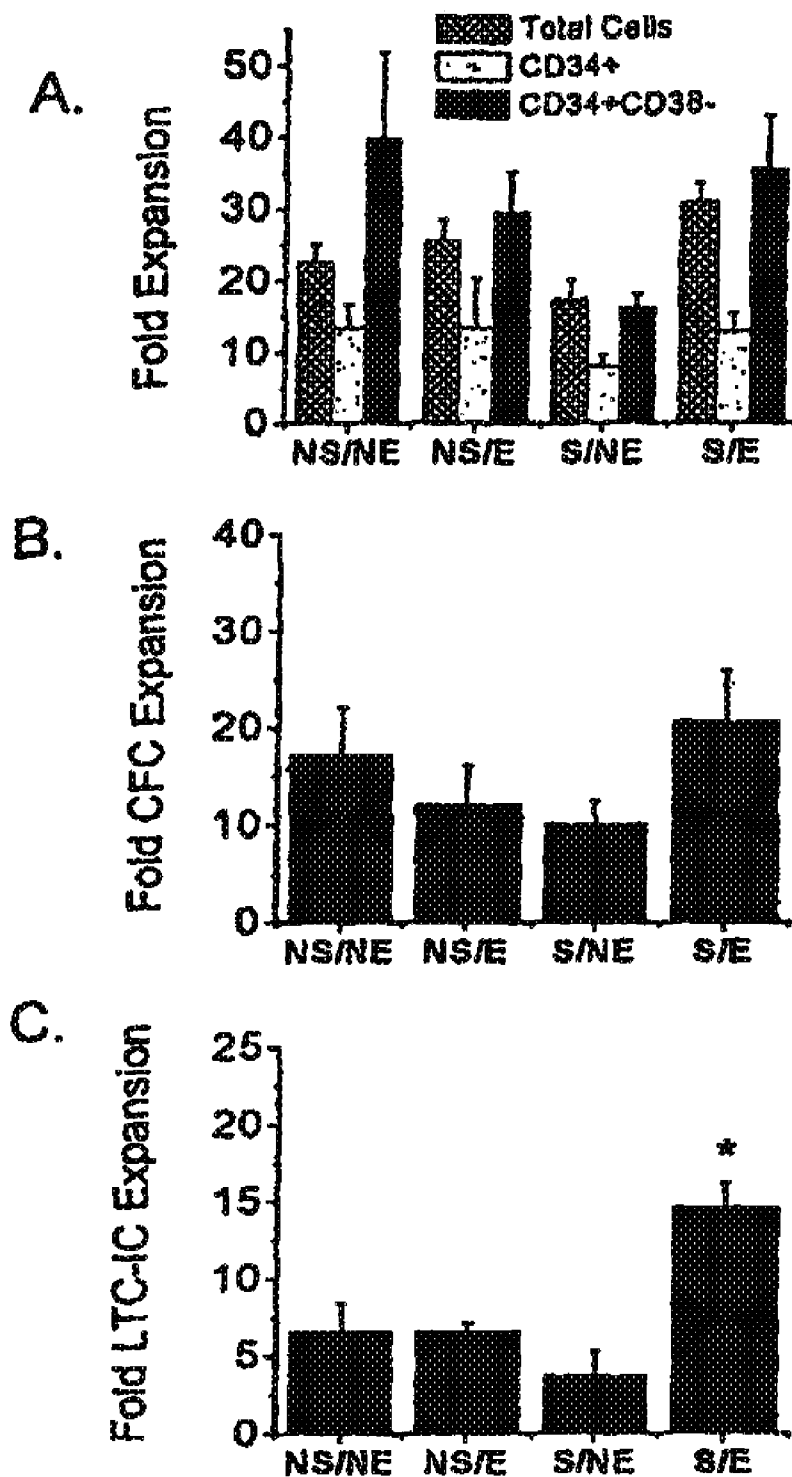 A.
Total Cells
CD34+
CD34+CD38-
Fold Expansion
50
40
30
20
10
0
NS/NE NS/E S/NE S/E
B.
Fold CFC Expansion
40
30
20
10
0
NS/NE NS/E S/NE S/E
C.
Fold LTC-IC Expansion
25
20
15
10
5
0
*
NS/NE NS/E S/NE S/E